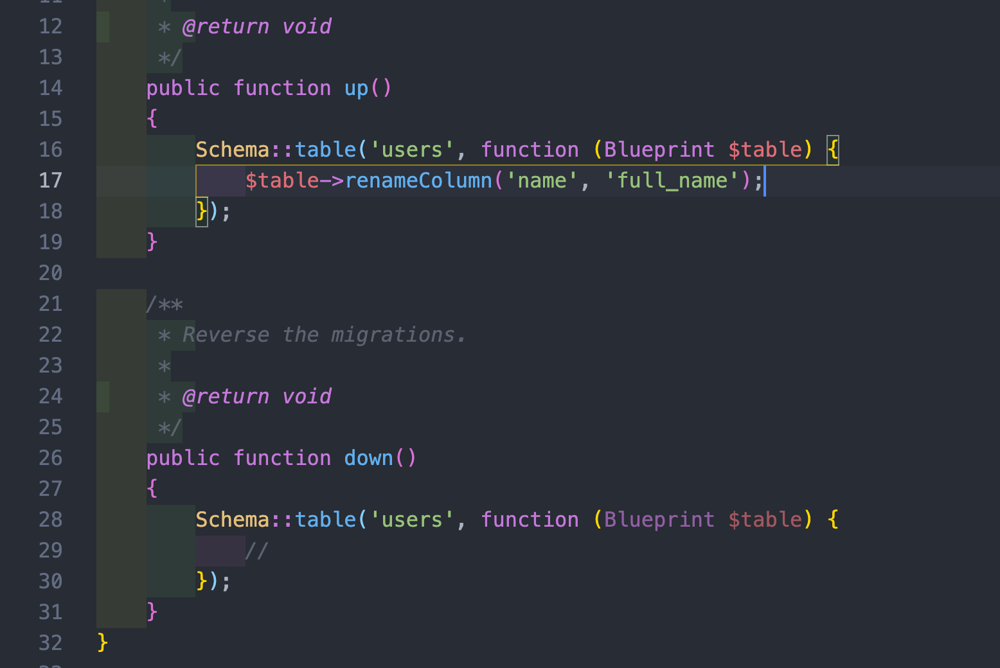 12 * @return void
13 */
14 public function up()
15 {
16 Schema::table('users', function (Blueprint $table) {
17 $table->renameColumn('name', 'full_name');
18 });
19 }
20
21 /**
22 * Reverse the migrations.
23 *
24 * @return void
25 */
26 public function down()
27 {
28 Schema::table('users', function (Blueprint $table) {
29 //
30 });
31 }
32 }